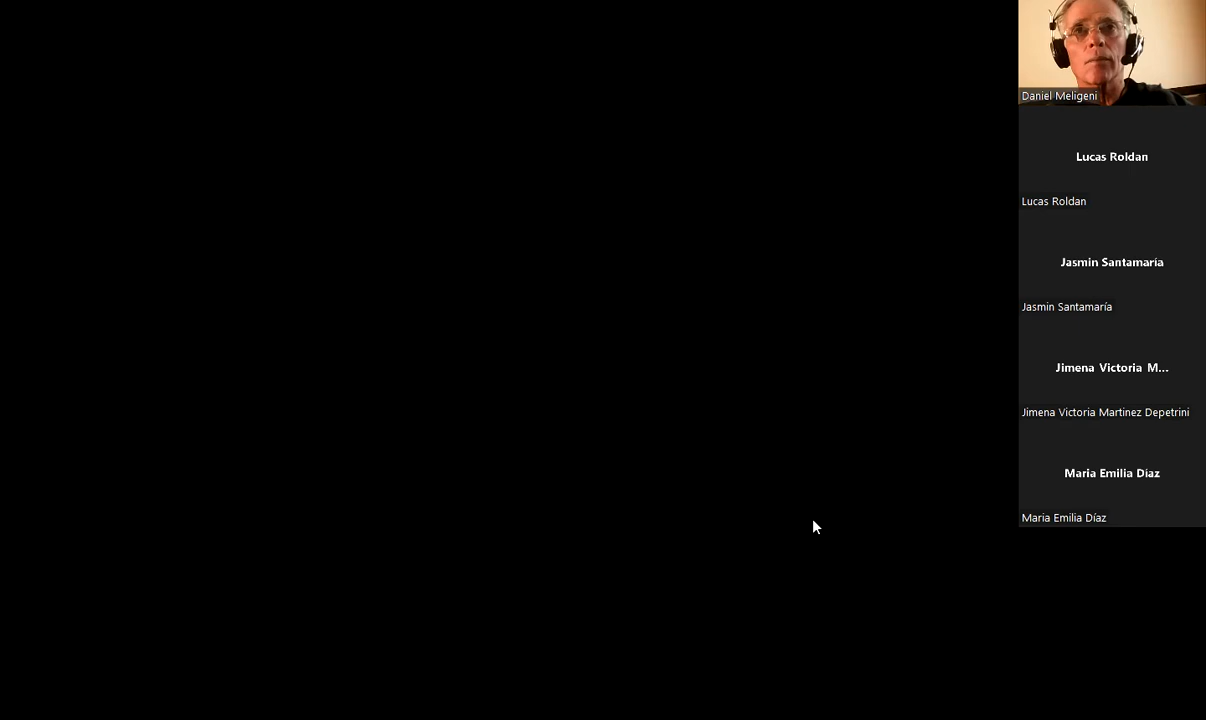 Daniel Meligeni
Lucas Roldan
Lucas Roldan
Jasmin Santamaría
Jasmin Santamaría
Jimena Victoria M...
Jimena Victoria Martinez Depetrini
Maria Emilia Díaz
Maria Emilia Díaz